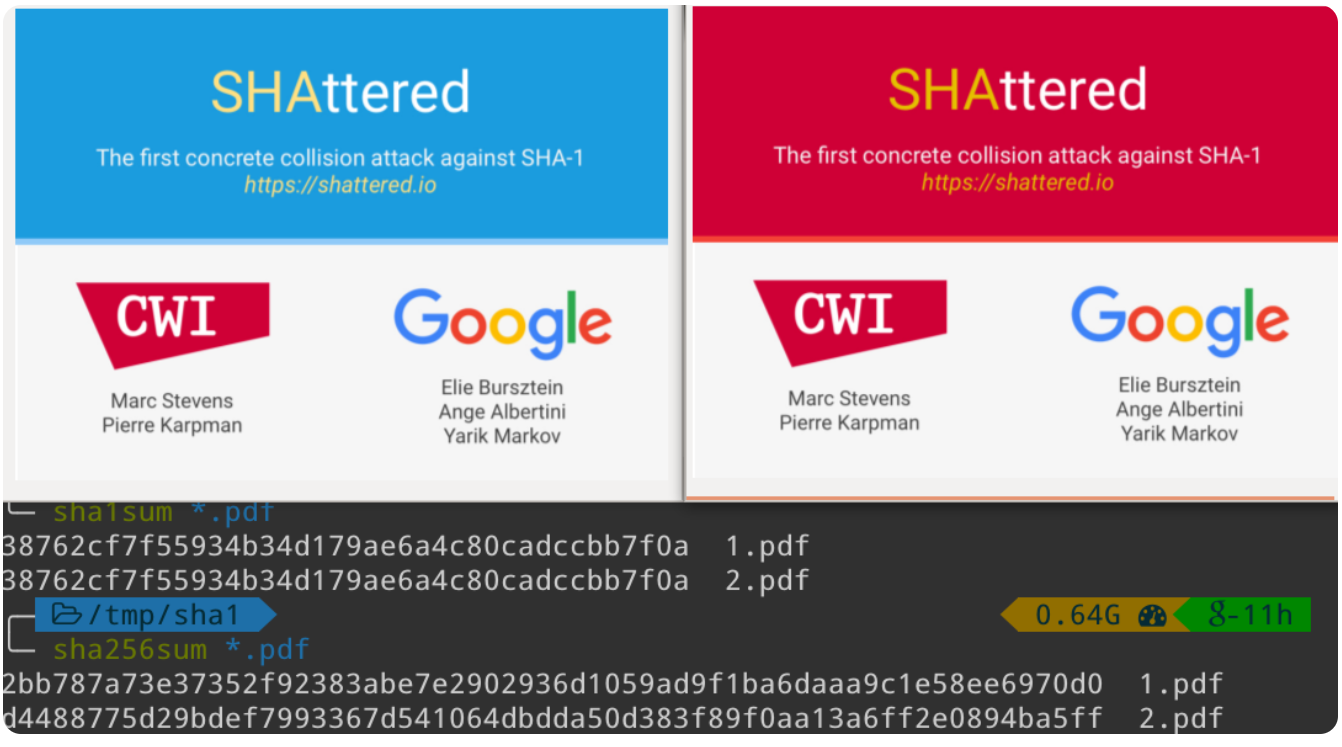 SHAttered
The first concrete collision attack against SHA-1
https://shattered.io
CWI
Marc Stevens
Pierre Karpman
Google
Elie Bursztein
Ange Albertini
Yarik Markov
SHAttered
The first concrete collision attack against SHA-1
https://shattered.io
CWI
Marc Stevens
Pierre Karpman
Google
Elie Bursztein
Ange Albertini
Yarik Markov
sha1sum *.pdf
38762cf7f55934b34d179ae6a4c80cadccbb7f0a 1.pdf
38762cf7f55934b34d179ae6a4c80cadccbb7f0a 2.pdf
/tmp/sha1 0.64G g-11h
sha256sum *.pdf
2bb787a73e37352f92383abe7e2902936d1059ad9f1ba6daaa9c1e58ee6970d0 1.pdf
d4488775d29bdef7993367d541064dbdda50d383f89f0aa13a6ff2e0894ba5ff 2.pdf